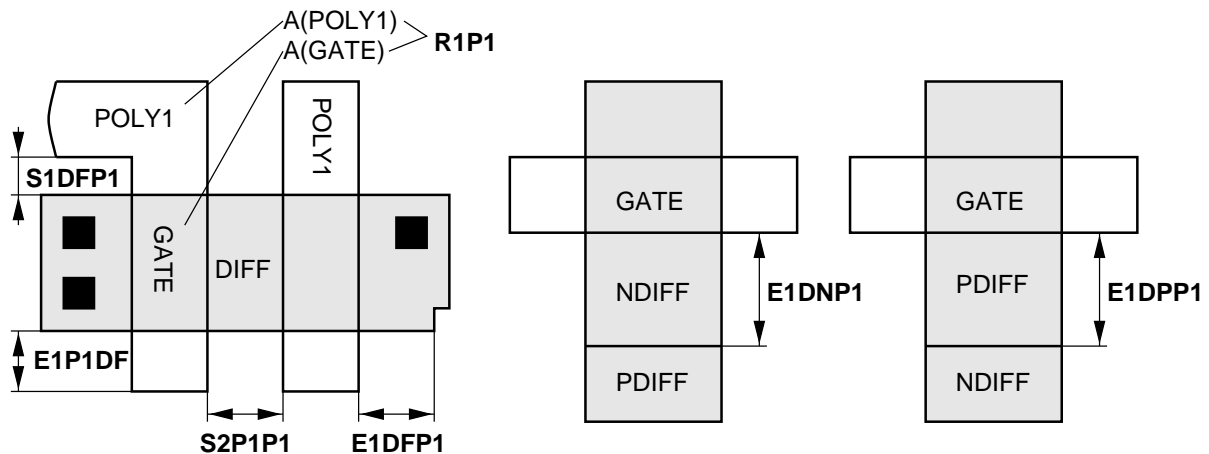 A(POLY1)
A(GATE)
R1P1
POLY1
POLY1
S1DFP1
GATE
DIFF
E1P1DF
S2P1P1
E1DFP1
GATE
NDIFF
E1DNP1
PDIFF
GATE
PDIFF
E1DPP1
NDIFF